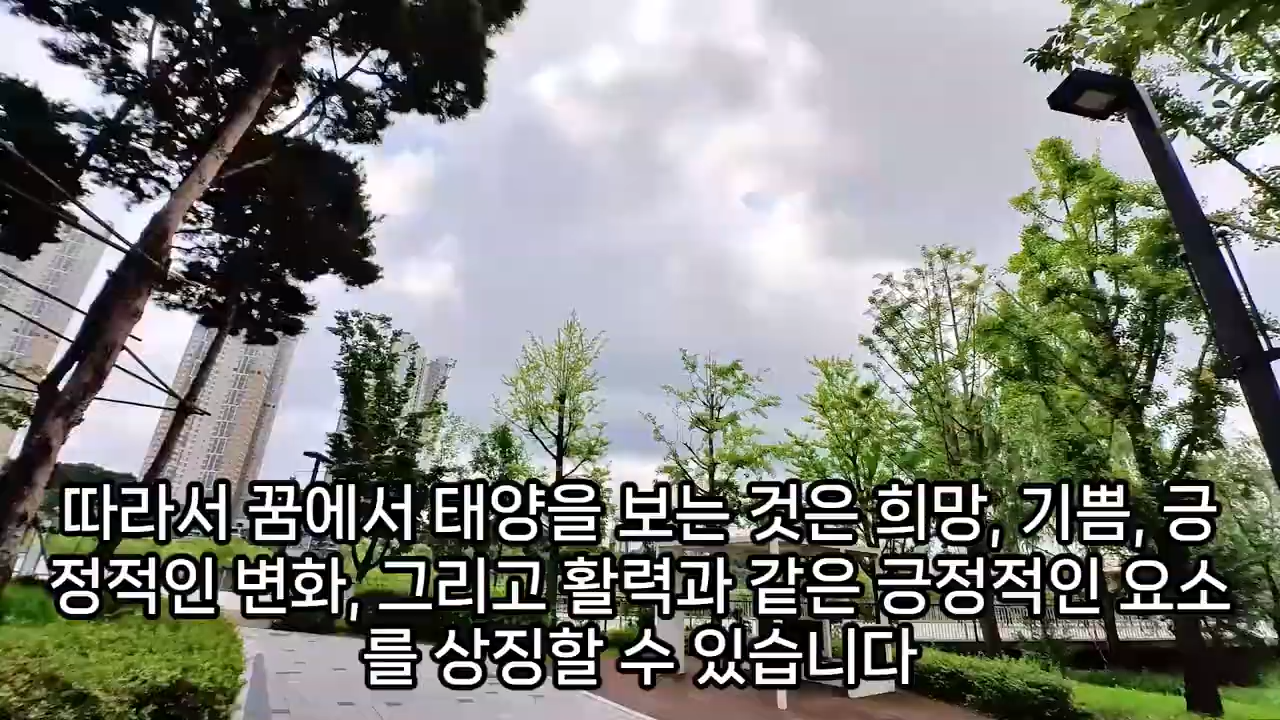 따라서 꿈에서 태양을 보는 것은 희망, 기쁨, 긍
정적인 변화, 그리고 활력과 같은 긍정적인 요소
를 상징할 수 있습니다